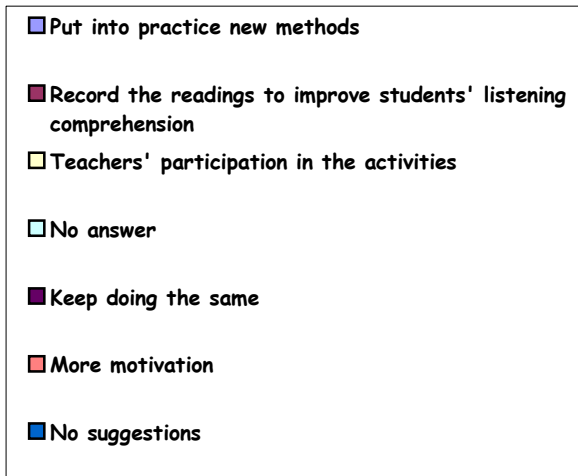 Put into practice new methods
Record the readings to improve students' listening
comprehension
Teachers' participation in the activities
No answer
Keep doing the same
More motivation
No suggestions